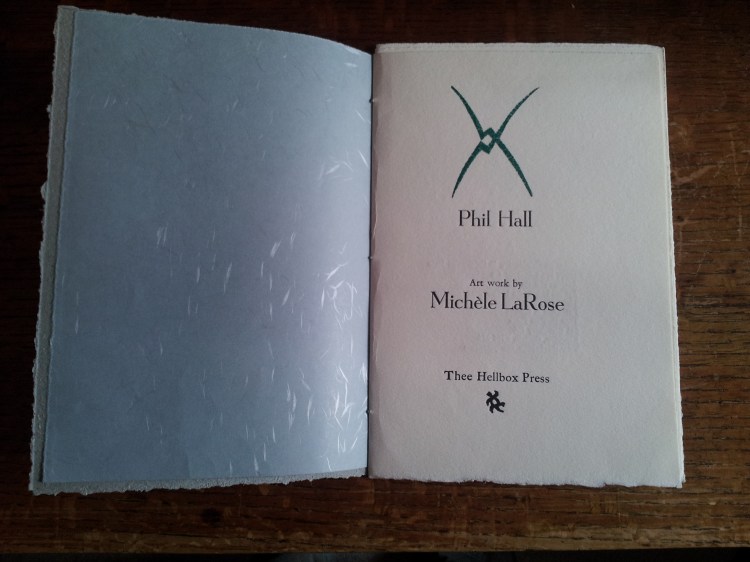 X
Phil Hall
Art work by
Michèle LaRose
Thee Hellbox Press